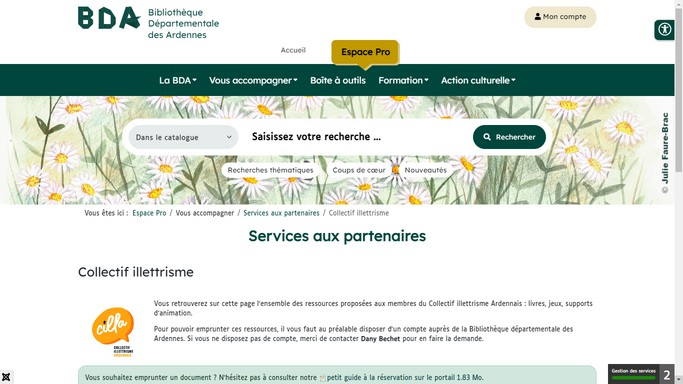 BDA Bibliothèque
Départementale
des Ardennes
Mon compte
Accueil
Espace Pro
La BDA
Vous accompagner
Boîte à outils
Formation
Action culturelle
Dans le catalogue
Saisissez votre recherche ...
Rechercher
Recherches thématiques
Coups de cœur
Nouveautés
© Julie Faure-Brac
Vous êtes ici : Espace Pro / Vous accompagner / Services aux partenaires / Collectif illettrisme
Services aux partenaires
Collectif illettrisme
cilla
COLLECTIF
ILLETTRISME
ARDENNES
Vous retrouverez sur cette page l'ensemble des ressources proposées aux membres du Collectif illettrisme Ardennais : livres, jeux, supports
d'animation.
Pour pouvoir emprunter ces ressources, il vous faut au préalable disposer d'un compte auprès de la Bibliothèque départementale des
Ardennes. Si vous ne disposez pas de compte, merci de contacter Dany Bechet pour en faire la demande.
Souhaitez emprunter un document ? N'hésitez pas à consulter notre petit guide à la réservation sur le portail 1.83 Mo.
Gestion des services
2